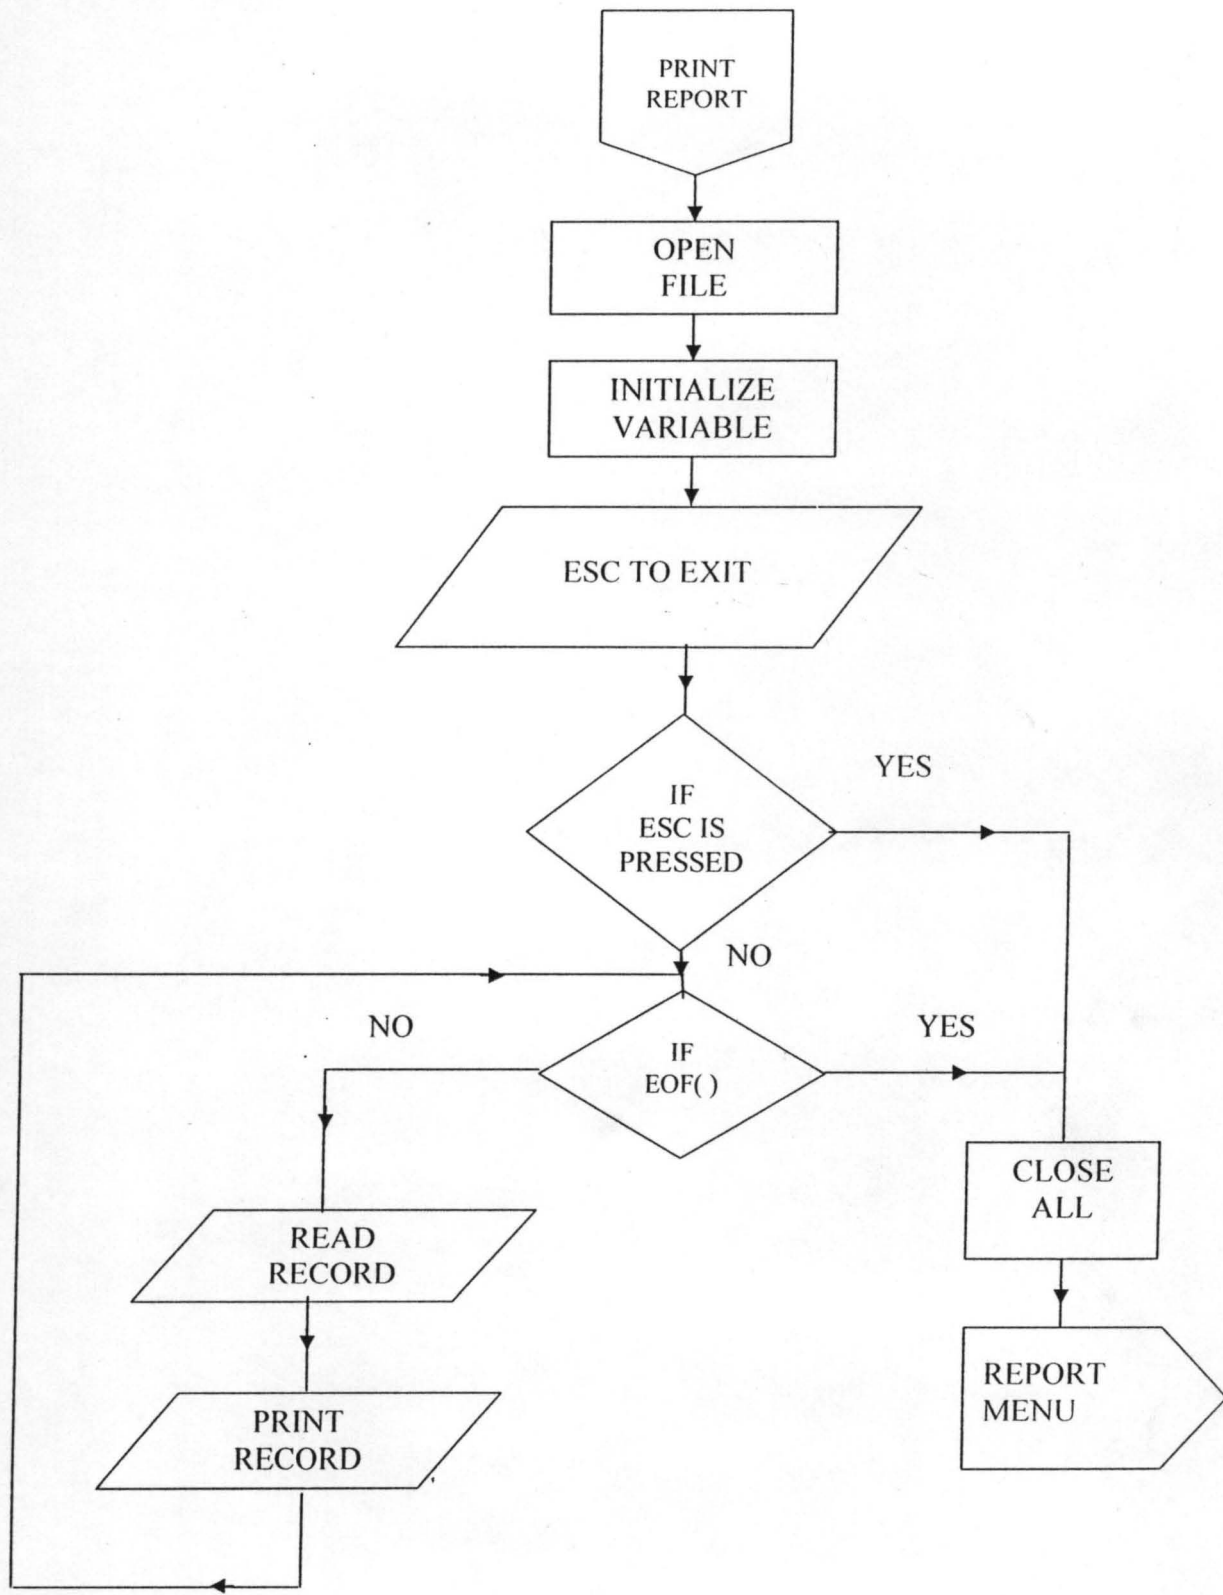 PRINT
REPORT
OPEN
FILE
INITIALIZE
VARIABLE
ESC TO EXIT
IF
ESC IS
PRESSED
YES
NO
NO
YES
IF
EOF( )
CLOSE
ALL
READ
RECORD
REPORT
MENU
PRINT
RECORD